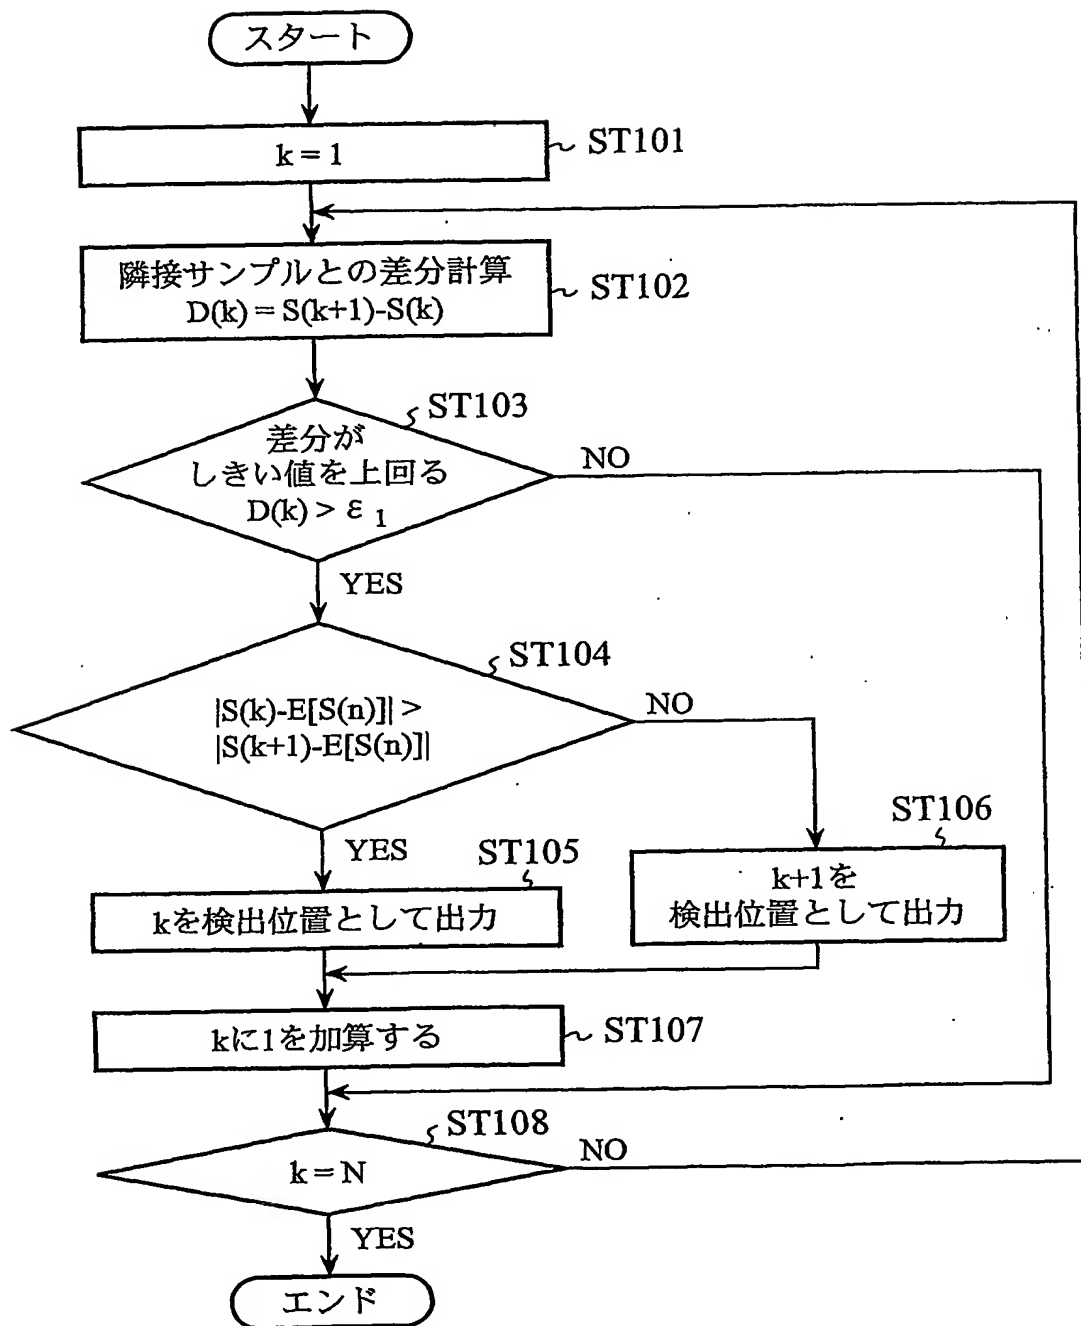 スタート
k = 1
ST101
隣接サンプルとの差分計算
D(k) = S(k+1)-S(k)
ST102
ST103
差分が
しきい値を上回る
D(k) > ε 1
NO
YES
ST104
|S(k)-E[S(n)]| >
|S(k+1)-E[S(n)]|
NO
YES
ST105
kを検出位置として出力
ST106
k+1を
検出位置として出力
kに1を加算する
ST107
ST108
k = N
NO
YES
エンド